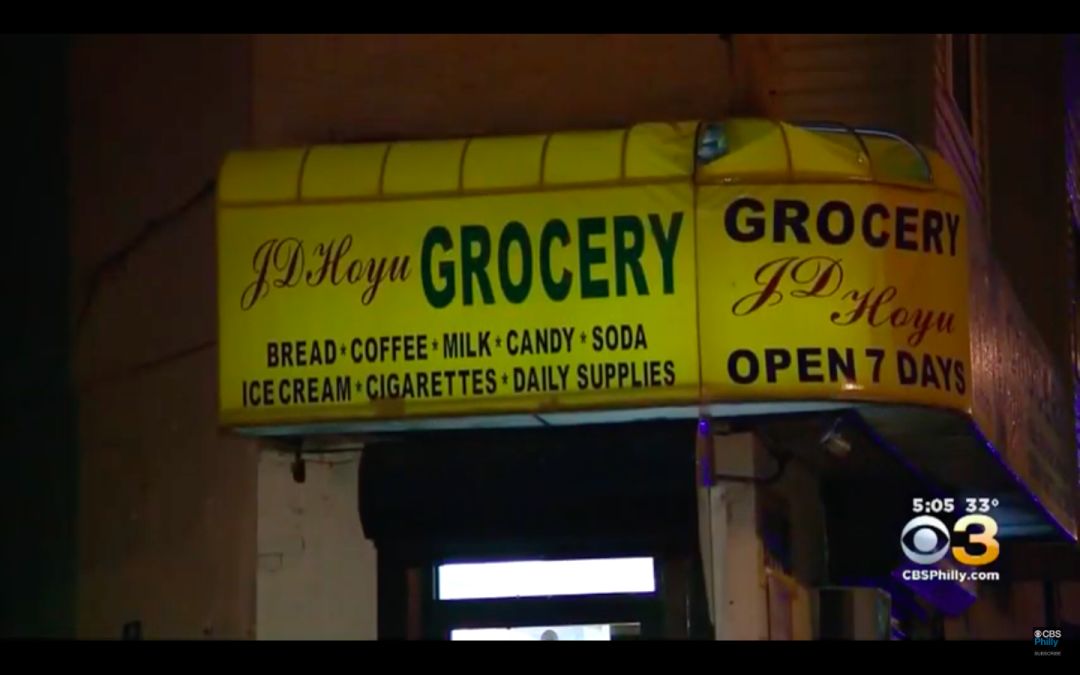 JD Hoyu GROCERY
BREAD * COFFEE * MILK * CANDY * SODA
ICE CREAM * CIGARETTES * DAILY SUPPLIES
GROCERY
JD Hoyu
OPEN 7 DAYS
5:05 33°
3
CBSPhilly.com
CBS
Philly
SUBSCRIBE